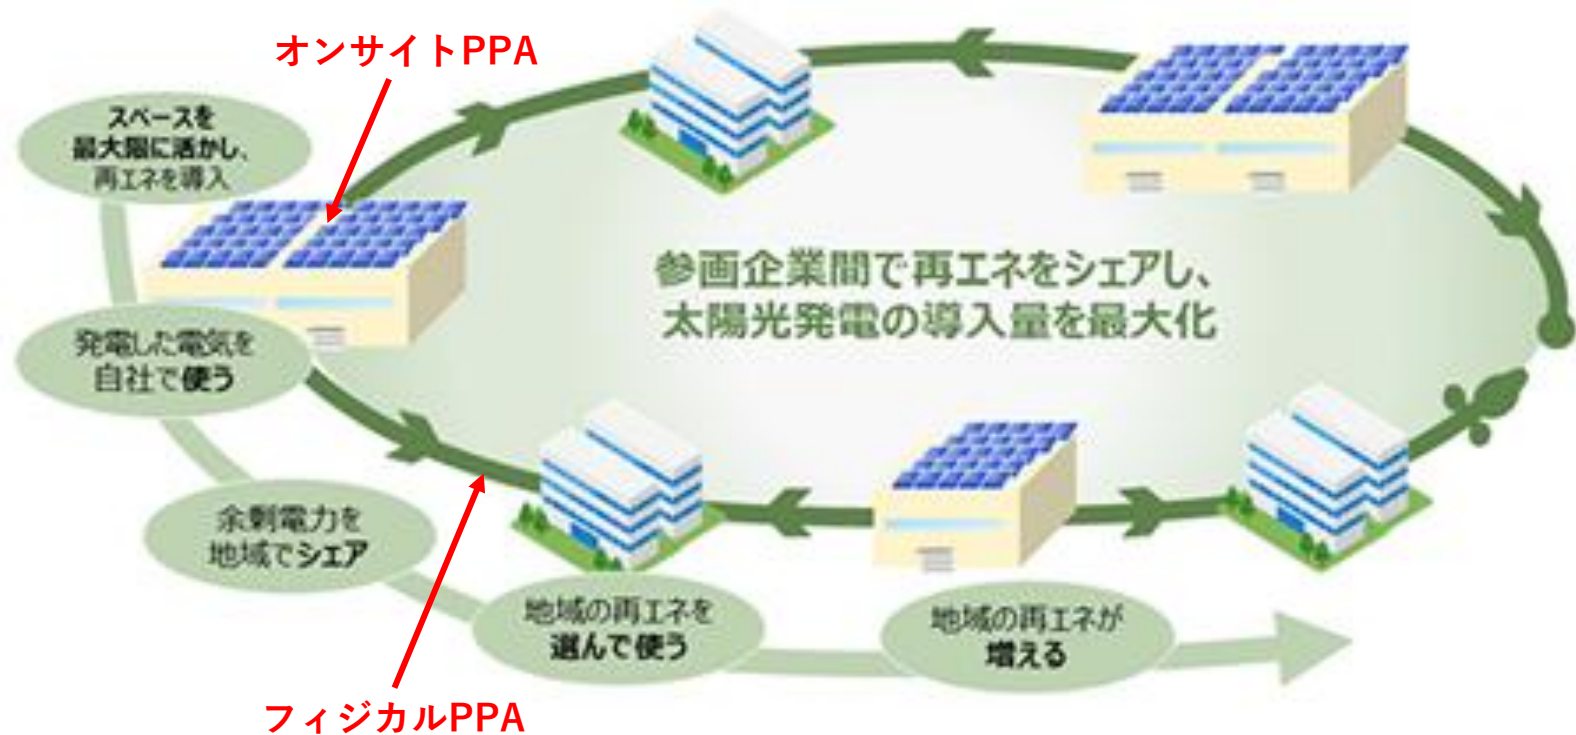 オンサイトPPA
スペースを
最大限に活かし、
再エネを導入
参画企業間で再エネをシェアし、
太陽光発電の導入量を最大化
発電した電気を
自社で使う
余剰電力を
地域でシェア
地域の再エネを
選んで使う
地域の再エネが
増える
フィジカルPPA